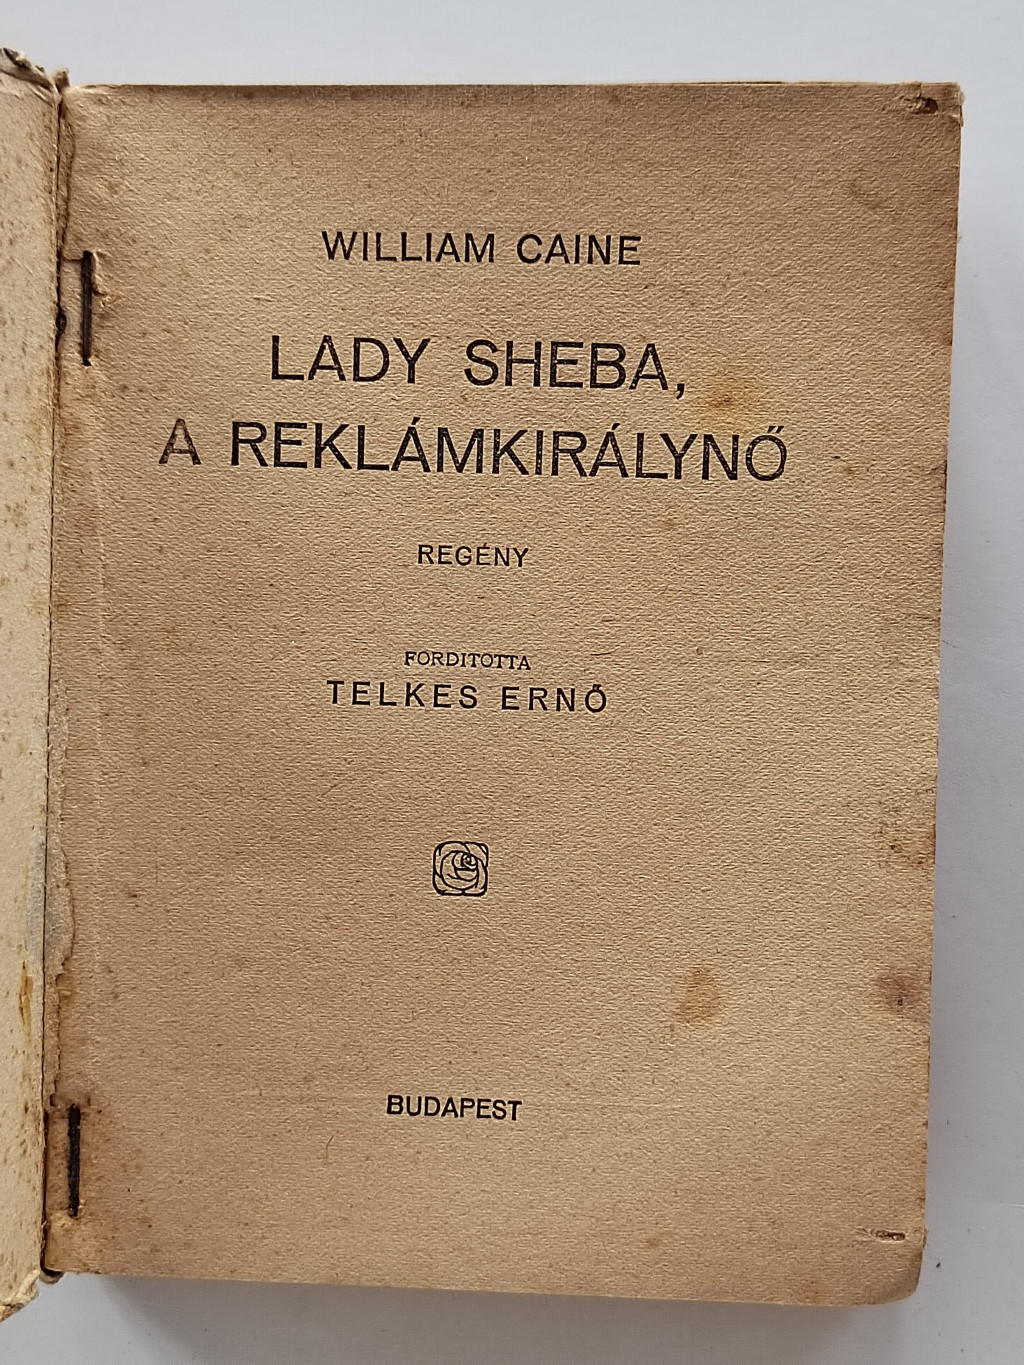 WILLIAM CAINE
LADY SHEBA,
A REKLÁMKIRÁLYNŐ
REGÉNY
FORDITOTTA
TELKES ERNŐ
BUDAPEST